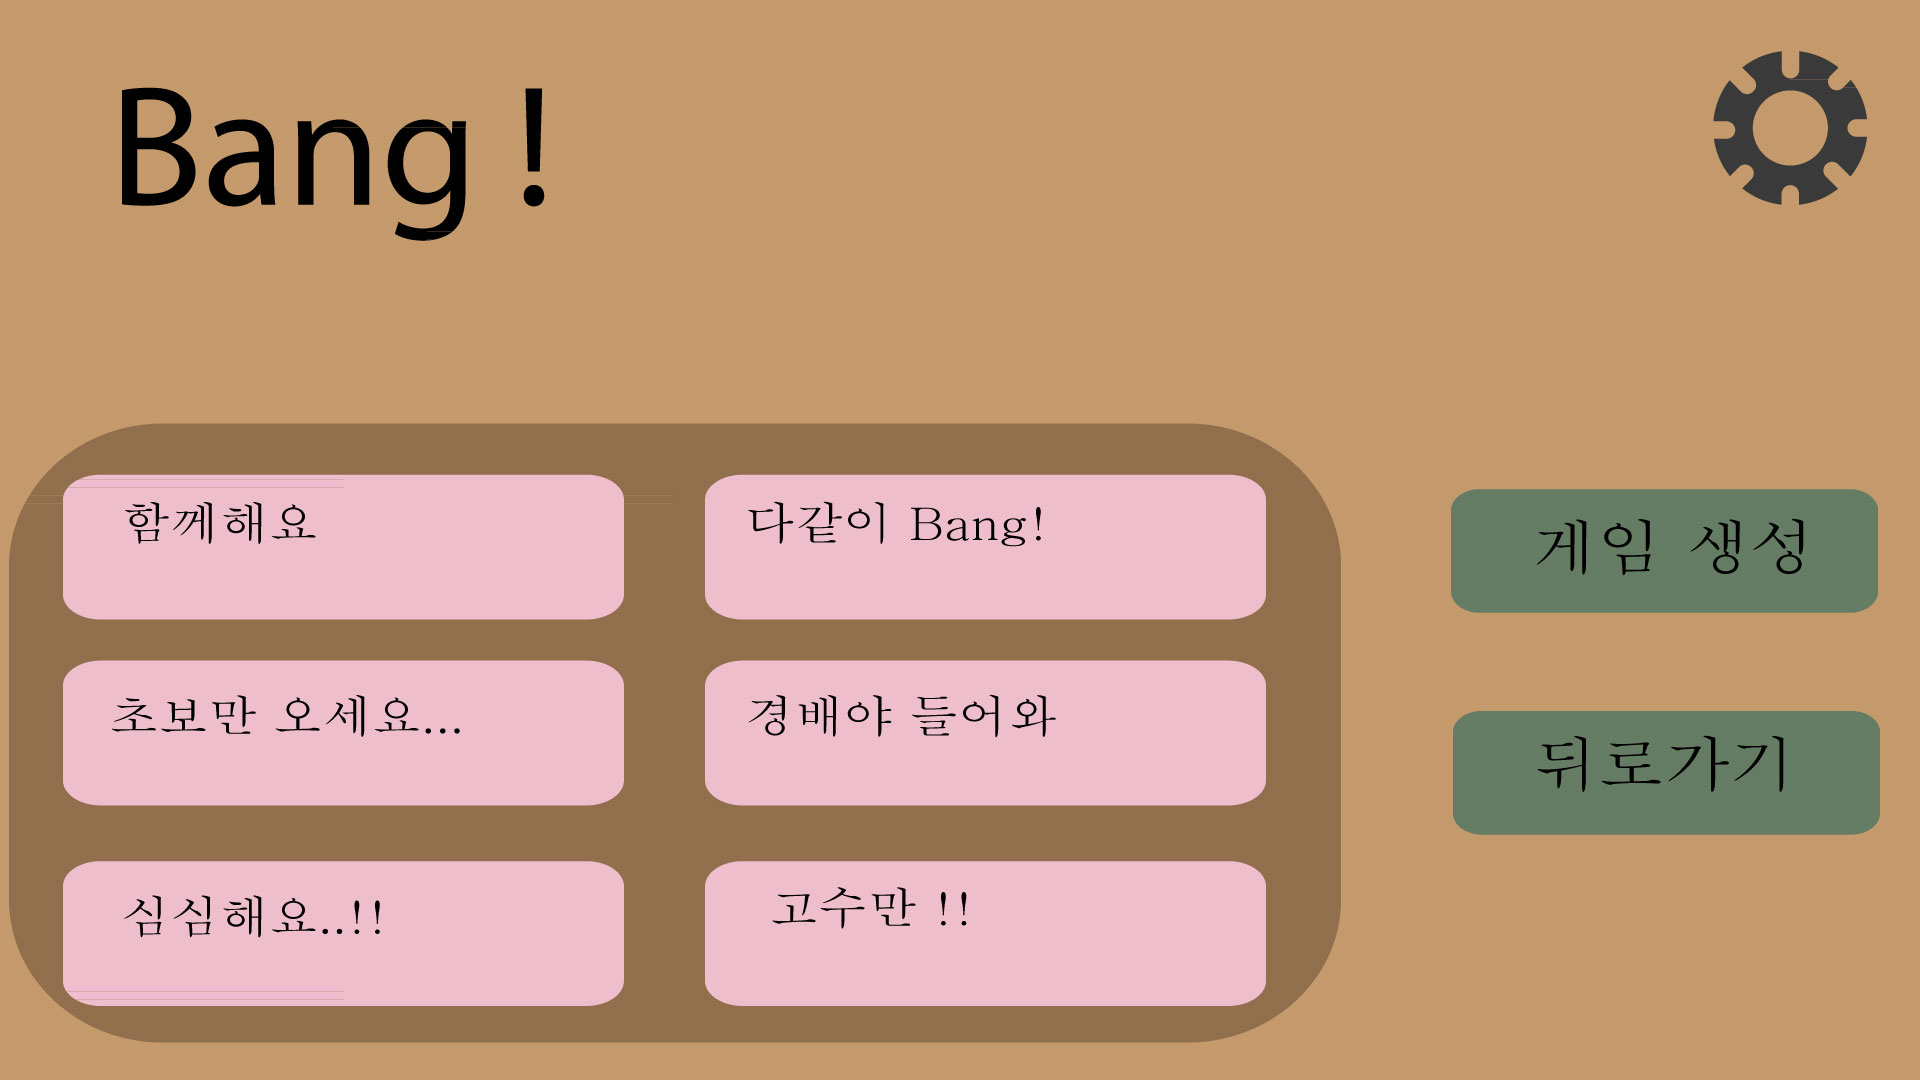 Bang !
함께해요
다같이 Bang!
게임 생성
초보만 오세요...
경배야 들어와
뒤로가기
심심해요..!!
고수만 !!